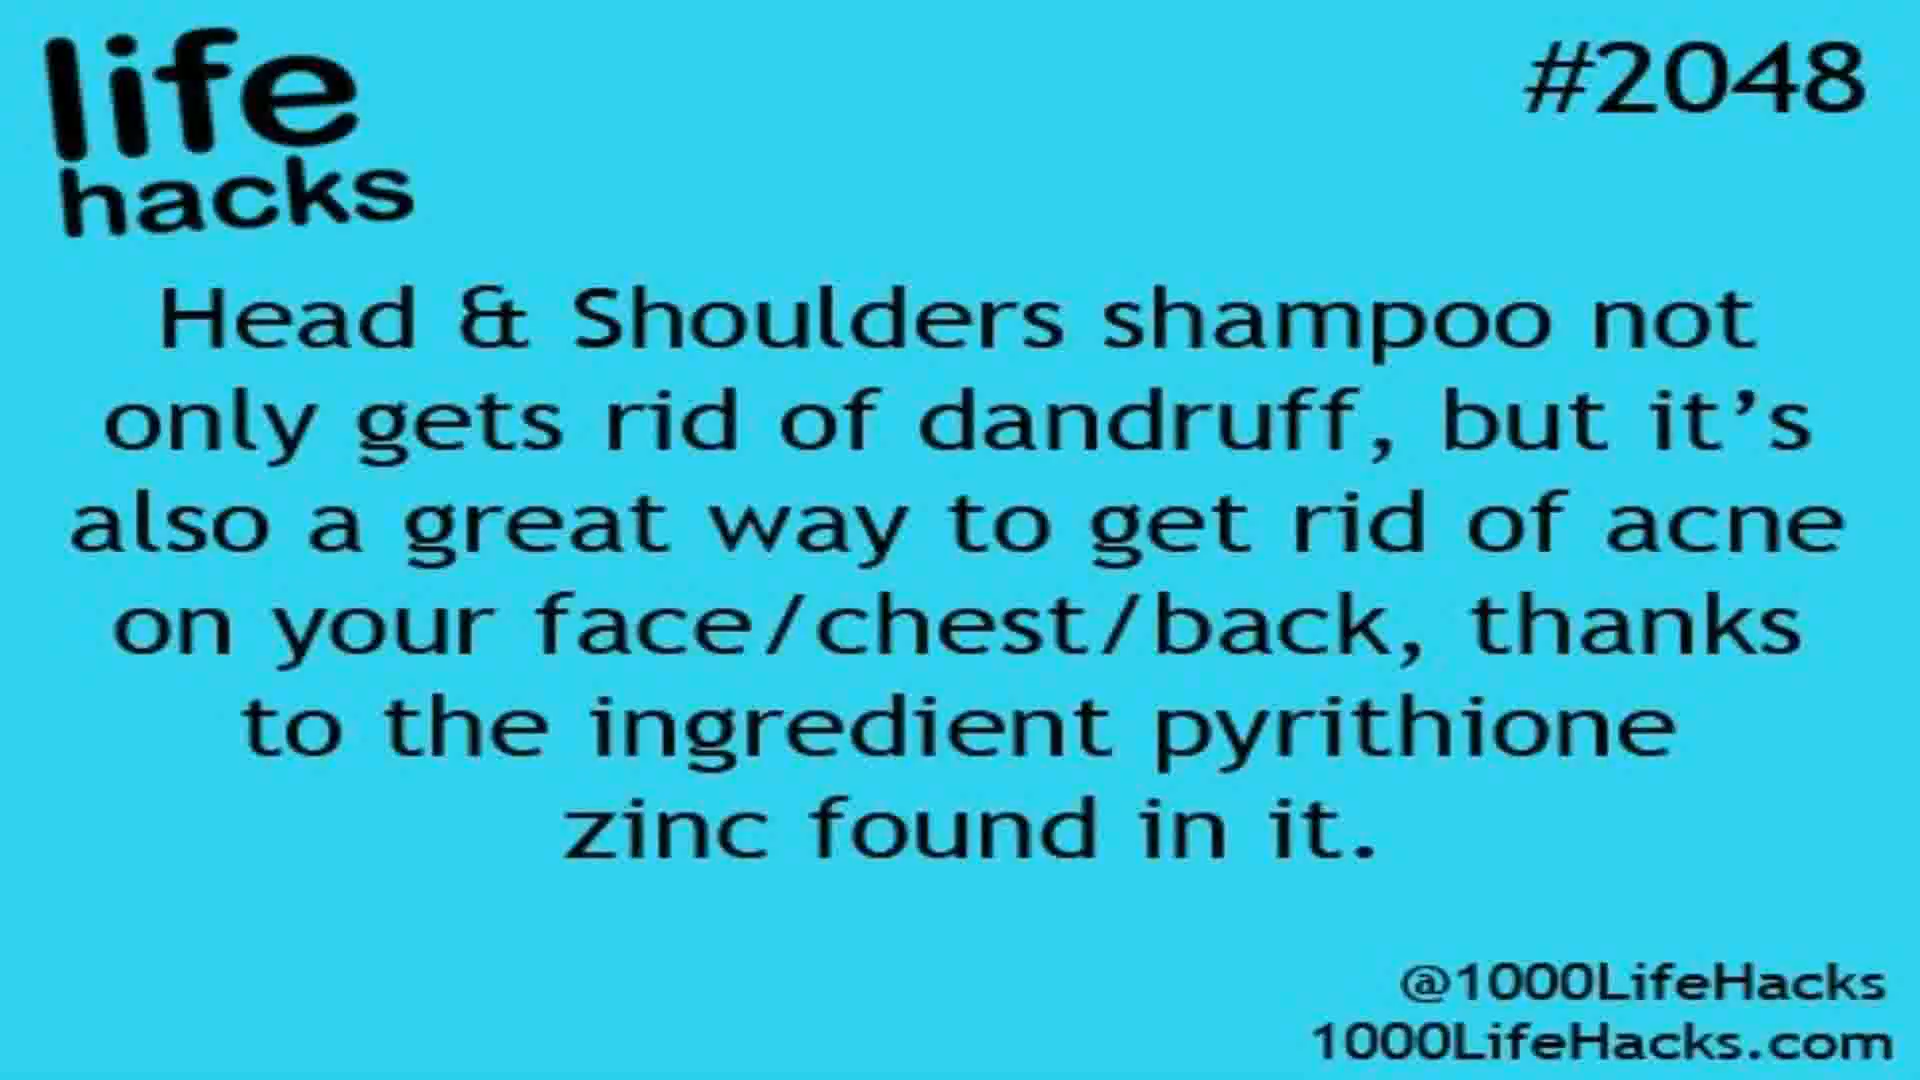 life
hacks
#2048
Head & Shoulders shampoo not
only gets rid of dandruff, but it's
also a great way to get rid of acne
on your face/chest/back, thanks
to the ingredient pyrithione
zinc found in it.
@1000LifeHacks
1000LifeHacks.com